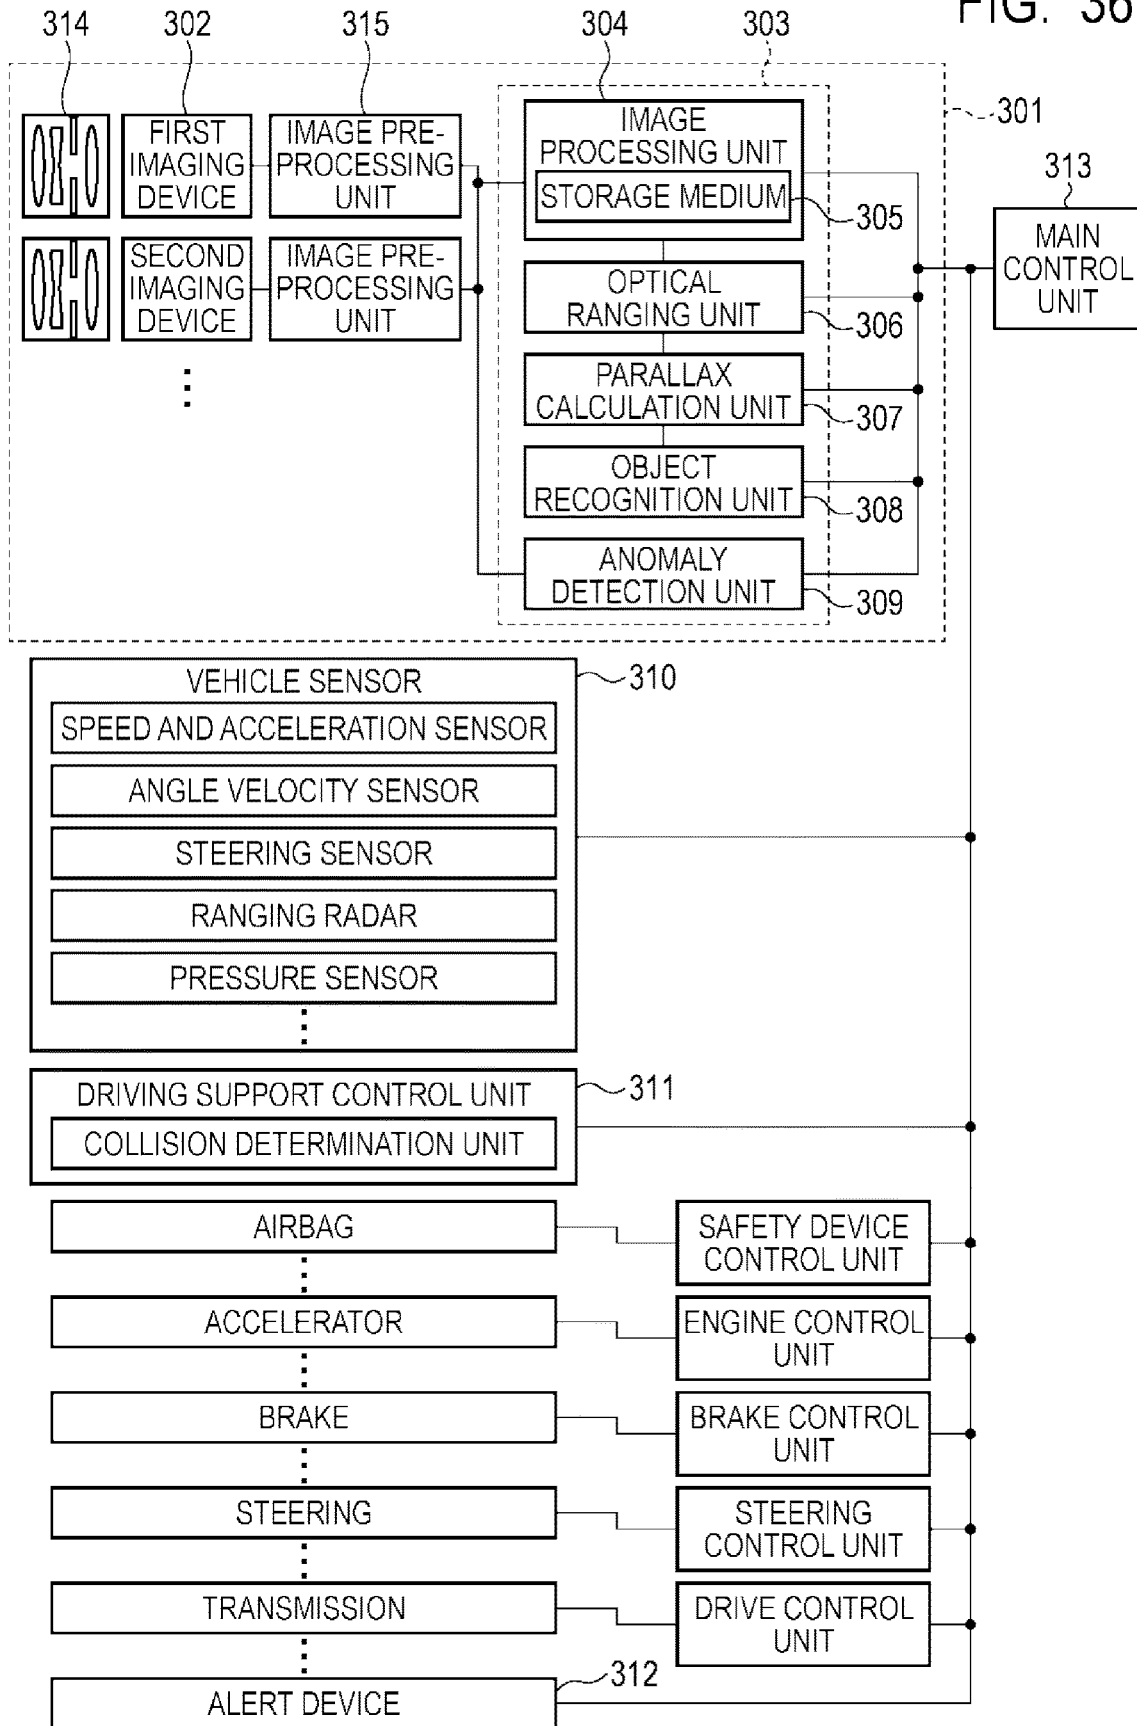 FIG. 36
314
302
315
304
303
301
FIRST
IMAGING
DEVICE
IMAGE PRE-
PROCESSING
UNIT
IMAGE
PROCESSING UNIT
STORAGE MEDIUM
305
313
MAIN
CONTROL
UNIT
SECOND
IMAGING
DEVICE
IMAGE PRE-
PROCESSING
UNIT
OPTICAL
RANGING UNIT
306
PARALLAX
CALCULATION UNIT
307
OBJECT
RECOGNITION UNIT
308
ANOMALY
DETECTION UNIT
309
VEHICLE SENSOR
310
SPEED AND ACCELERATION SENSOR
ANGLE VELOCITY SENSOR
STEERING SENSOR
RANGING RADAR
PRESSURE SENSOR
DRIVING SUPPORT CONTROL UNIT
311
COLLISION DETERMINATION UNIT
AIRBAG
SAFETY DEVICE
CONTROL UNIT
ACCELERATOR
ENGINE CONTROL
UNIT
BRAKE
BRAKE CONTROL
UNIT
STEERING
STEERING
CONTROL UNIT
TRANSMISSION
DRIVE CONTROL
UNIT
312
ALERT DEVICE